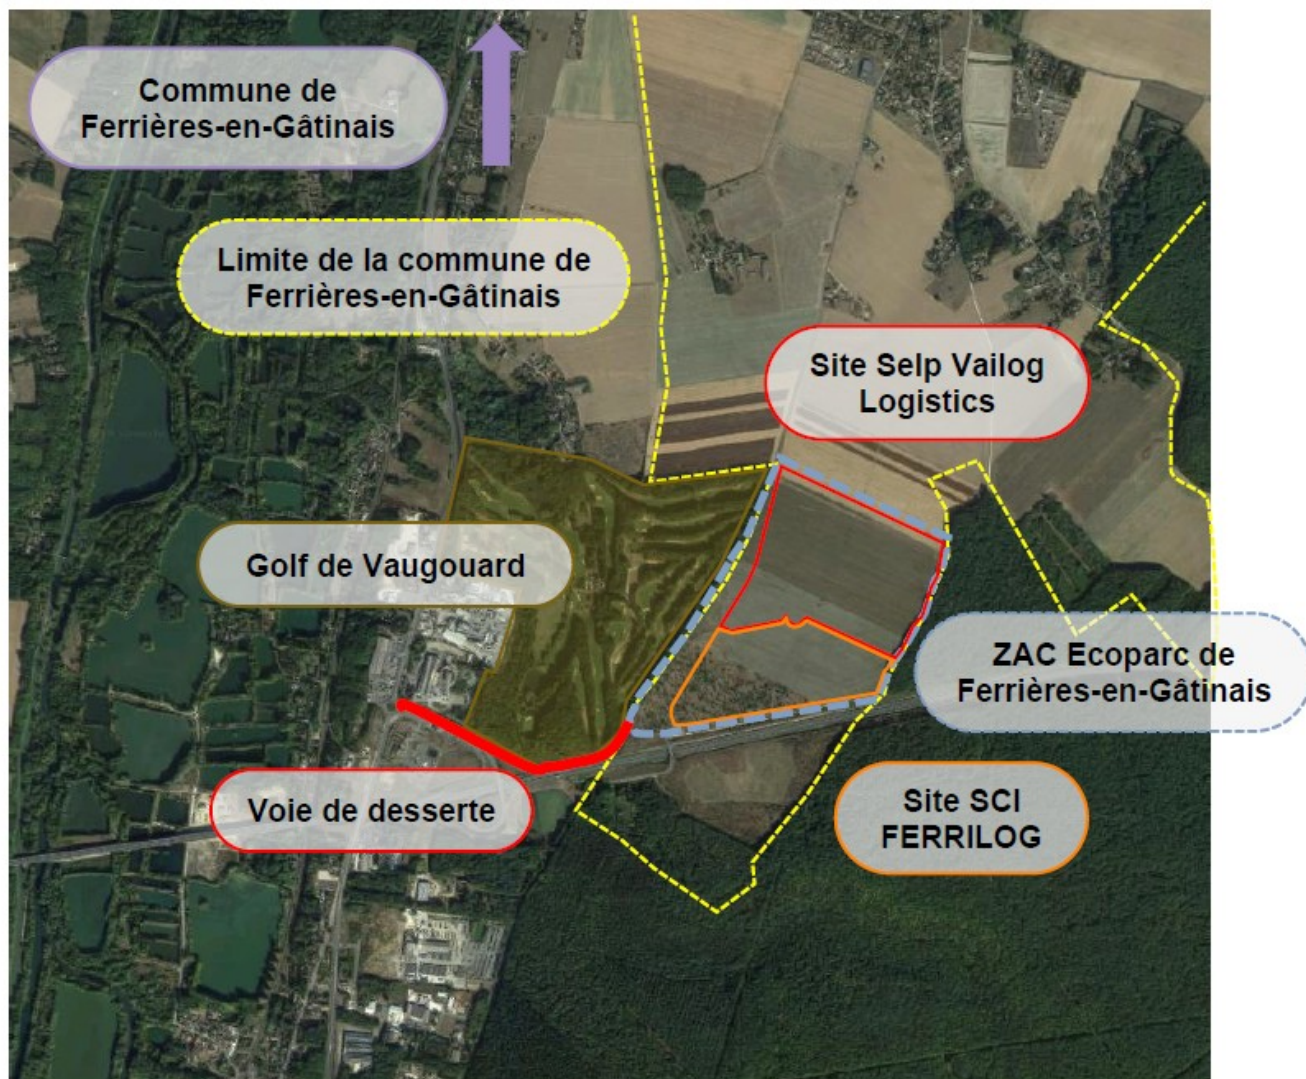 Commune de
Ferrières-en-Gâtinais
Limite de la commune de
Ferrières-en-Gâtinais
Site Selp Vailog
Logistics
Golf de Vaugouard
ZAC Ecoparc de
Ferrières-en-Gâtinais
Voie de desserte
Site SCI
FERRILOG